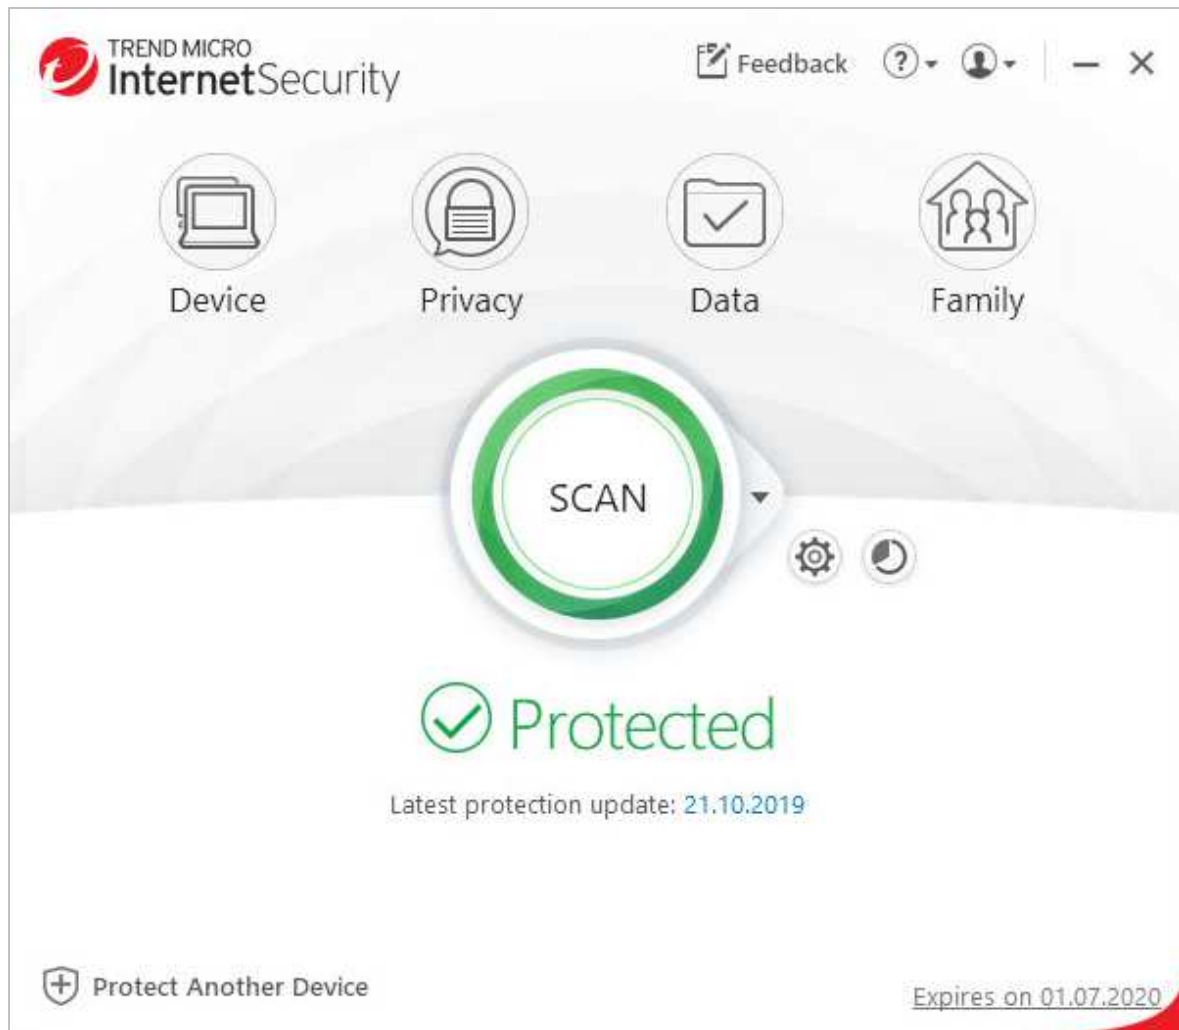 TREND MICRO
InternetSecurity
Feedback
?
Device
Privacy
Data
Family
SCAN
Protected
Latest protection update: 21.10.2019
Protect Another Device
Expires on 01.07.2020